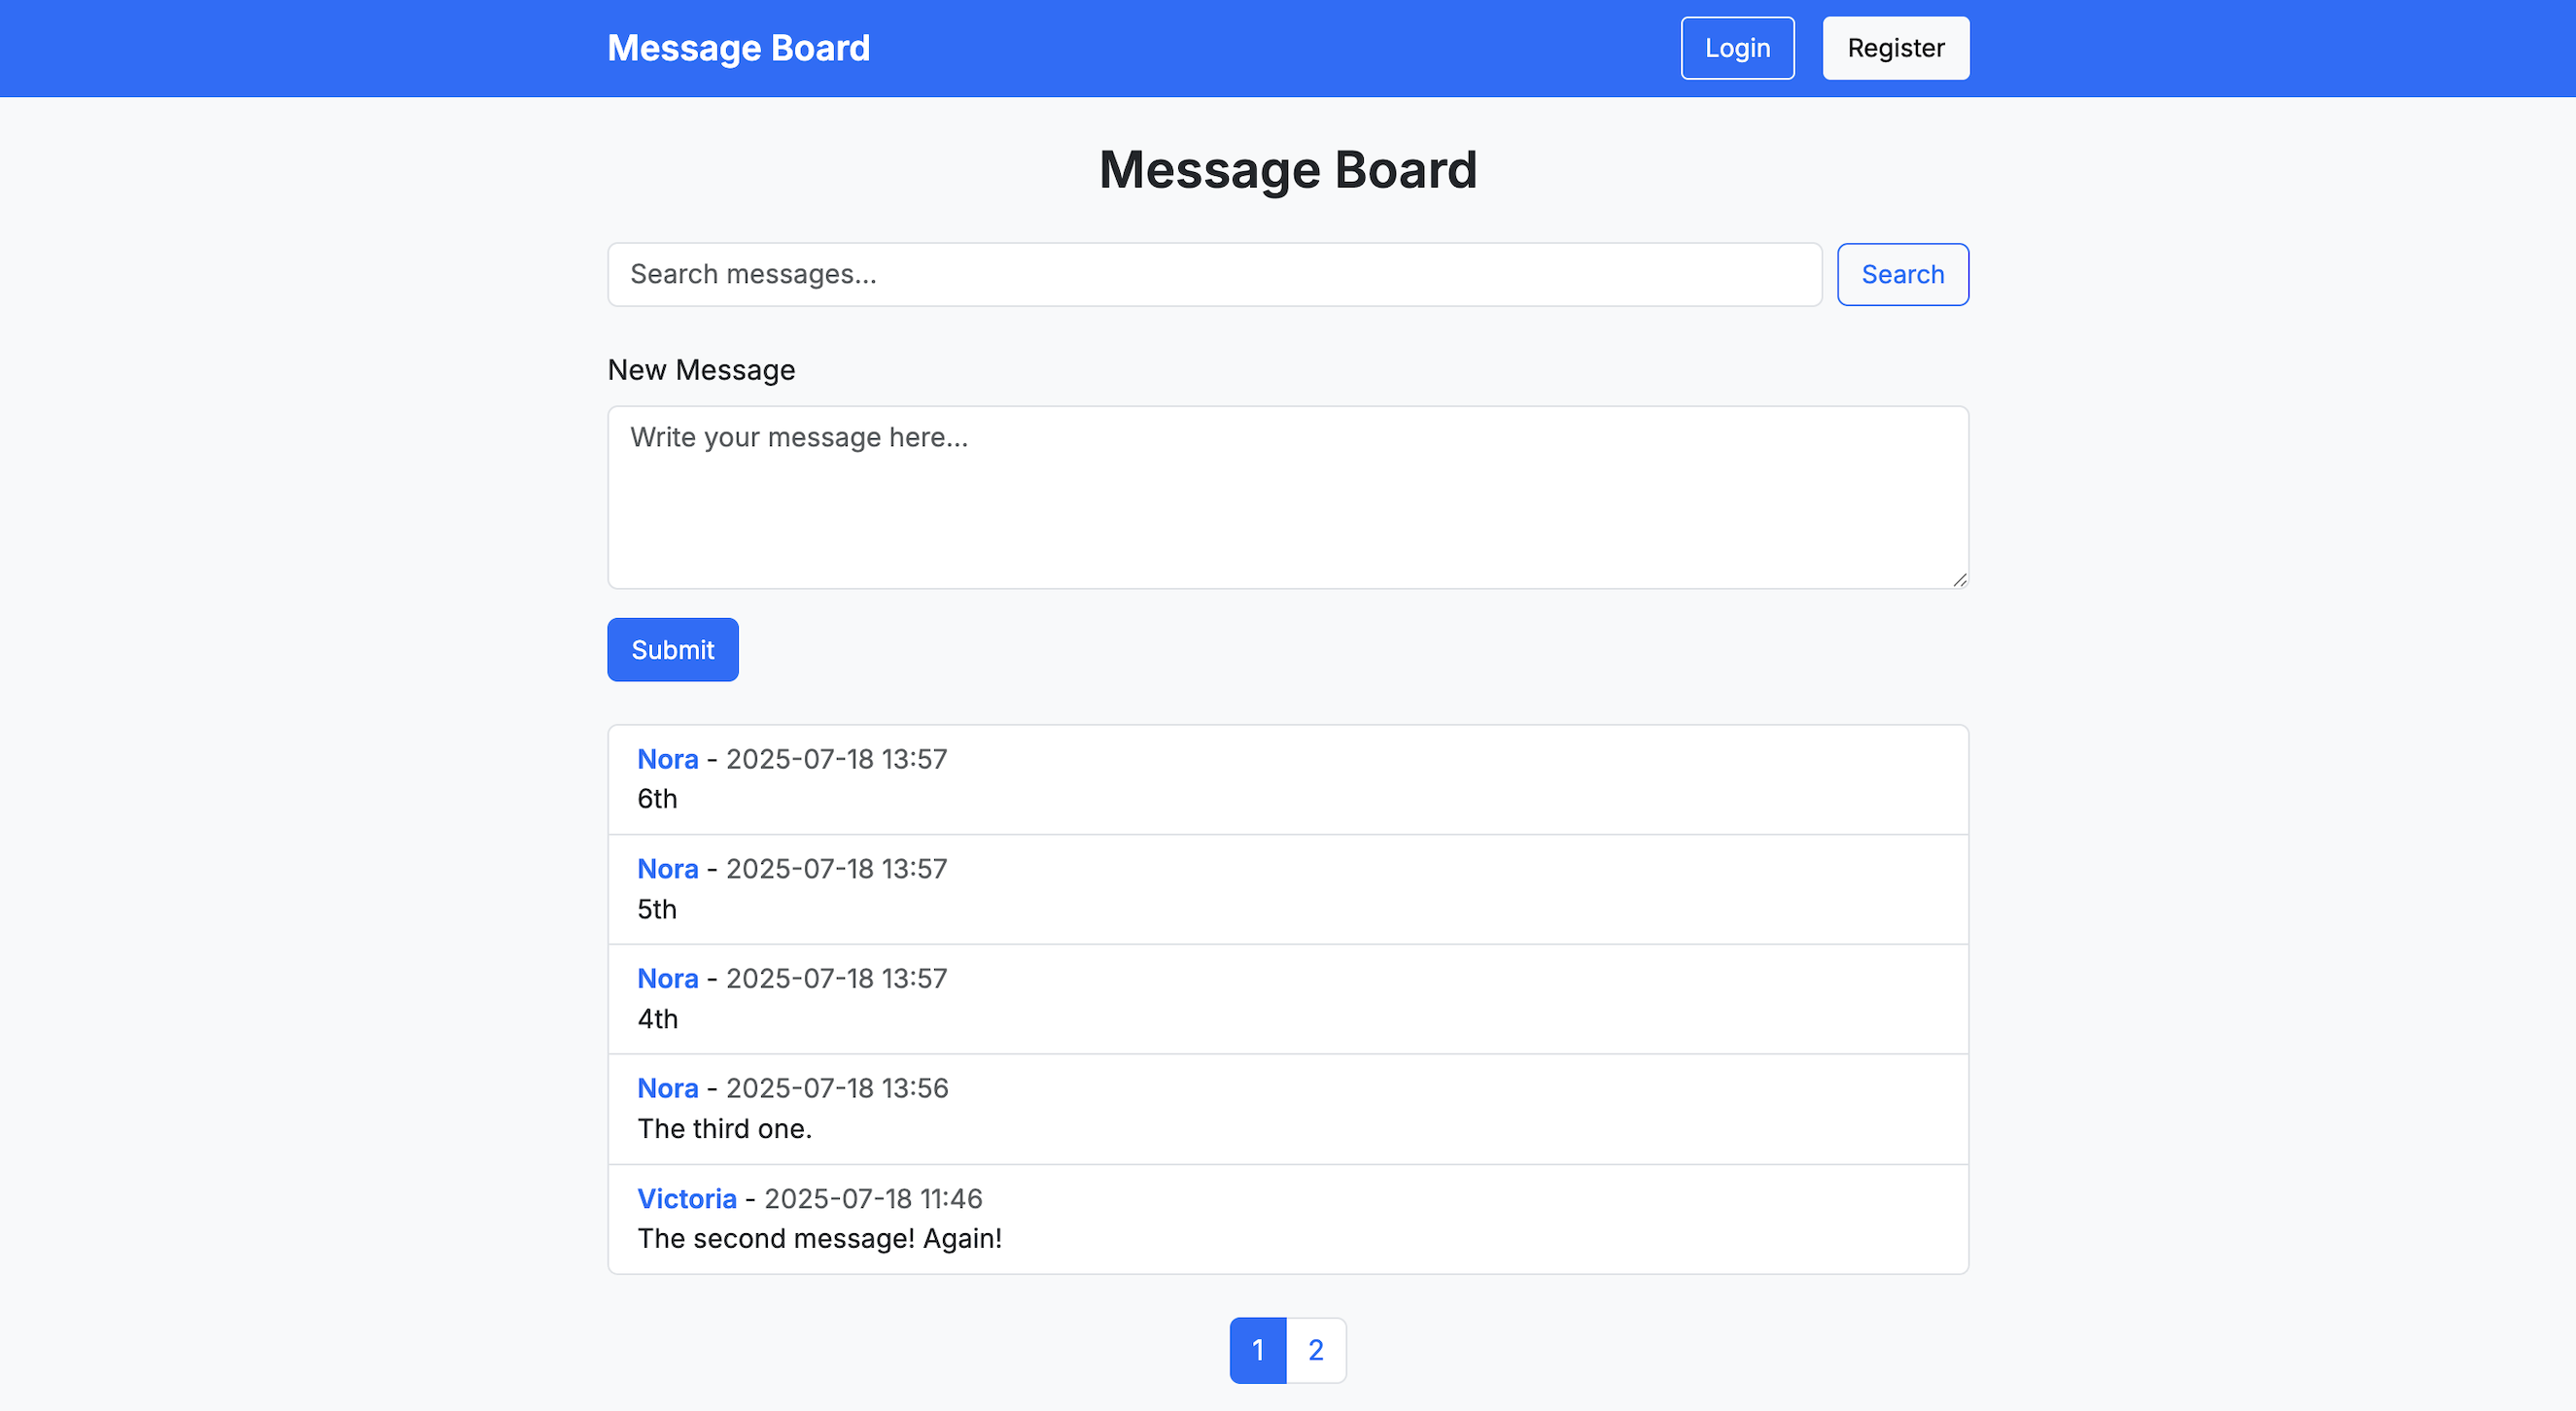 Message Board Login Register
Message Board
Search messages... Search
New Message
Write your message here...
Submit
Nora - 2025-07-18 13:57
6th
Nora - 2025-07-18 13:57
5th
Nora - 2025-07-18 13:57
4th
Nora - 2025-07-18 13:56
The third one.
Victoria - 2025-07-18 11:46
The second message! Again!
1 2